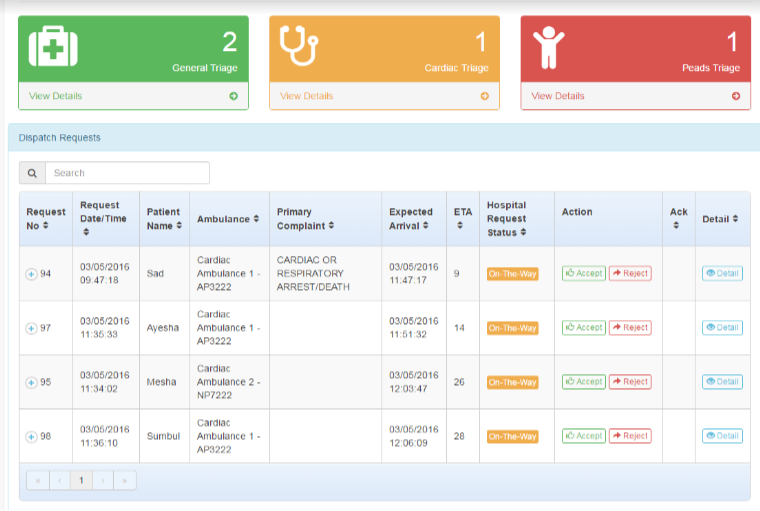 2
General Triage
View Details
1
Cardiac Triage
View Details
1
Peads Triage
View Details
Dispatch Requests
Search
Request No
Request Date/Time
Patient Name
Ambulance
Primary Complaint
Expected Arrival
ETA
Hospital Request Status
Action
Ack
Detail
94
03/05/2016
09:47:18
Sad
Cardiac
Ambulance 1 -
AP3222
CARDIAC OR
RESPIRATORY
ARREST/DEATH
03/05/2016
11:47:17
9
On-The-Way
Accept
Reject
Detail
97
03/05/2016
11:35:33
Ayesha
Cardiac
Ambulance 1 -
AP3222
03/05/2016
11:51:32
14
On-The-Way
Accept
Reject
Detail
95
03/05/2016
11:34:02
Mesha
Cardiac
Ambulance 2 -
NP7222
03/05/2016
12:03:47
26
On-The-Way
Accept
Reject
Detail
98
03/05/2016
11:36:10
Sumbul
Cardiac
Ambulance 1 -
AP3222
03/05/2016
12:06:09
28
On-The-Way
Accept
Reject
Detail
« ‹ 1 › »